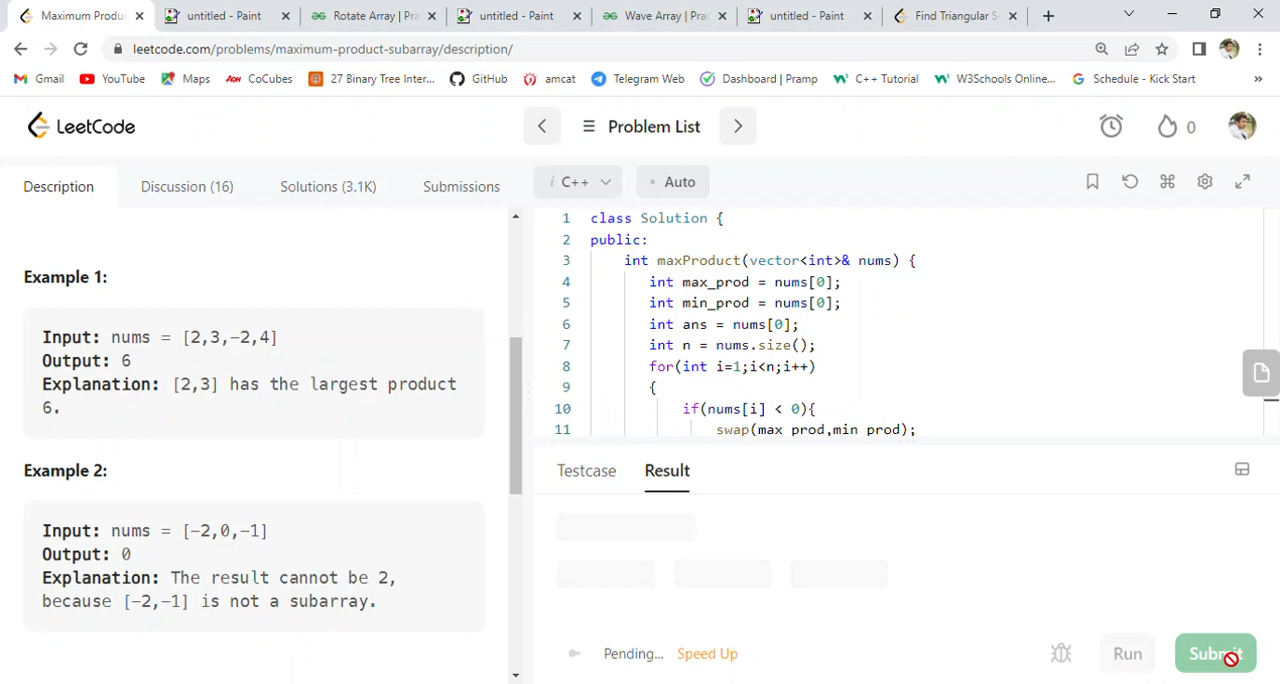 Maximum Produ
untitled - Paint
Rotate Array | Pra
untitled - Paint
Wave Array | Prac
untitled - Paint
Find Triangular S
leetcode.com/problems/maximum-product-subarray/description/
Gmail
YouTube
Maps
AON CoCubes
27 Binary Tree Inter...
GitHub
amcat
Telegram Web
Dashboard | Pramp
C++ Tutorial
W3Schools Online...
Schedule - Kick Start
»
LeetCode
Problem List
0
Description
Discussion (16)
Solutions (3.1K)
Submissions
i C++
Auto
Example 1:
Input: nums = [2,3,-2,4]
Output: 6
Explanation: [2,3] has the largest product
6.
Example 2:
Input: nums = [-2,0,-1]
Output: 0
Explanation: The result cannot be 2,
because [-2,-1] is not a subarray.
1 class Solution {
2 public:
3 int maxProduct(vector<int>& nums) {
4 int max_prod = nums[0];
5 int min_prod = nums[0];
6 int ans = nums[0];
7 int n = nums.size();
8 for(int i=1;i<n;i++)
9 {
10 if(nums[i] < 0){
11 swap(max_prod,min_prod);
Testcase
Result
Pending...
Speed Up
Run
Submit